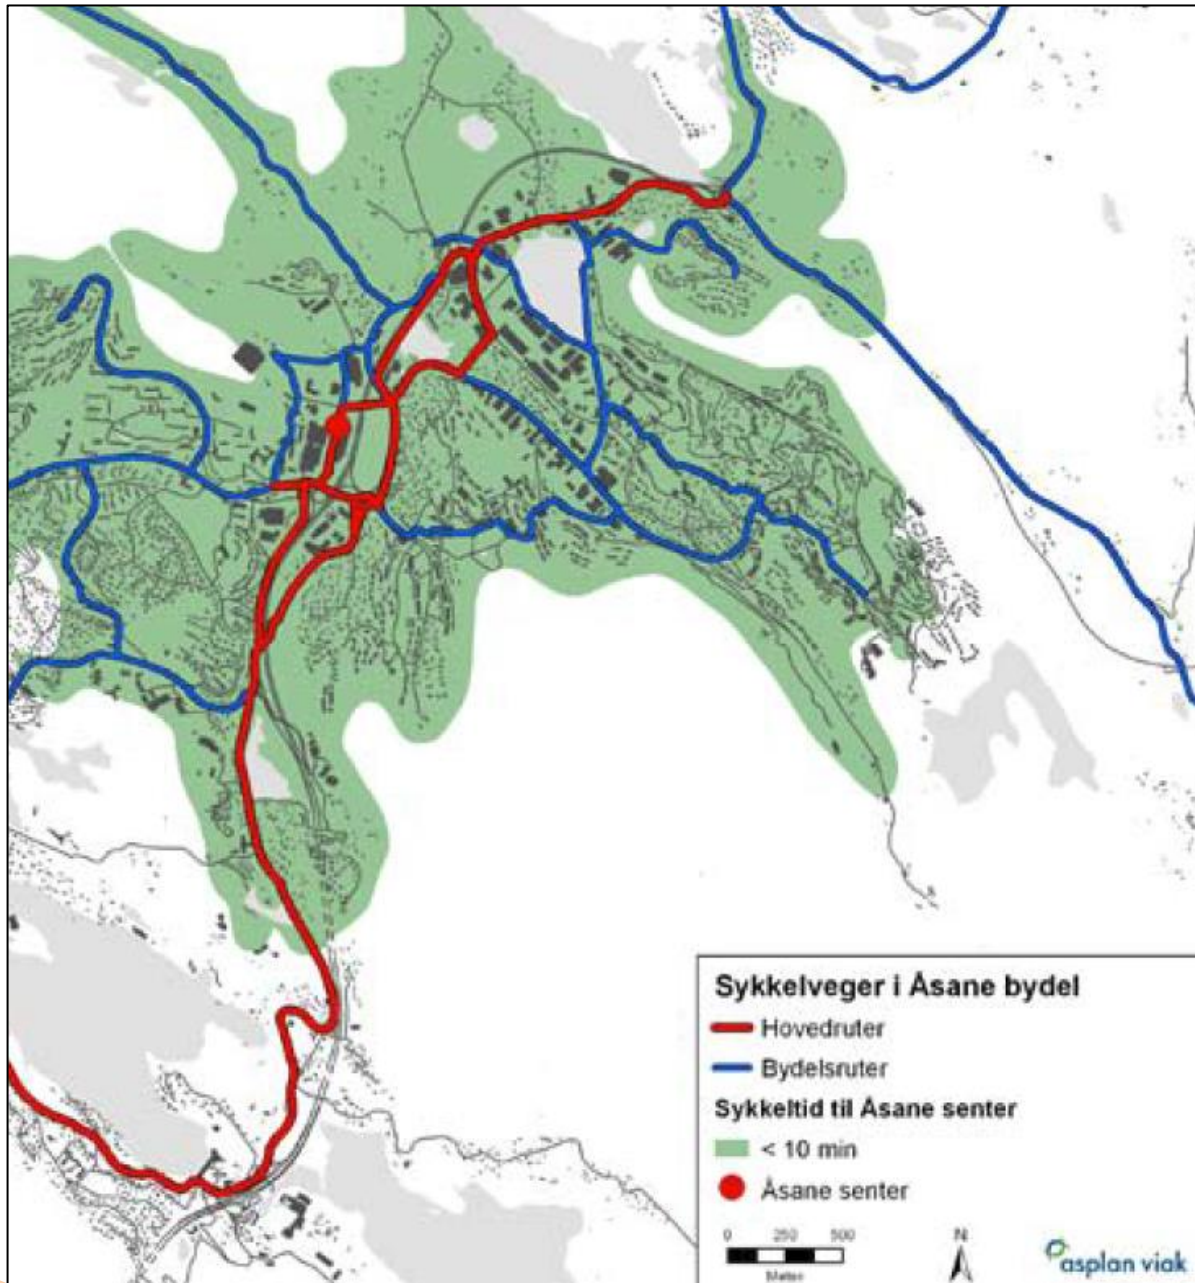 Sykkelveger i Åsane bydel
Hovedruter
Bydelsruter
Sykkeltid til Åsane senter
< 10 min
Åsane senter
0 250 500
Meter
N
asplan viak